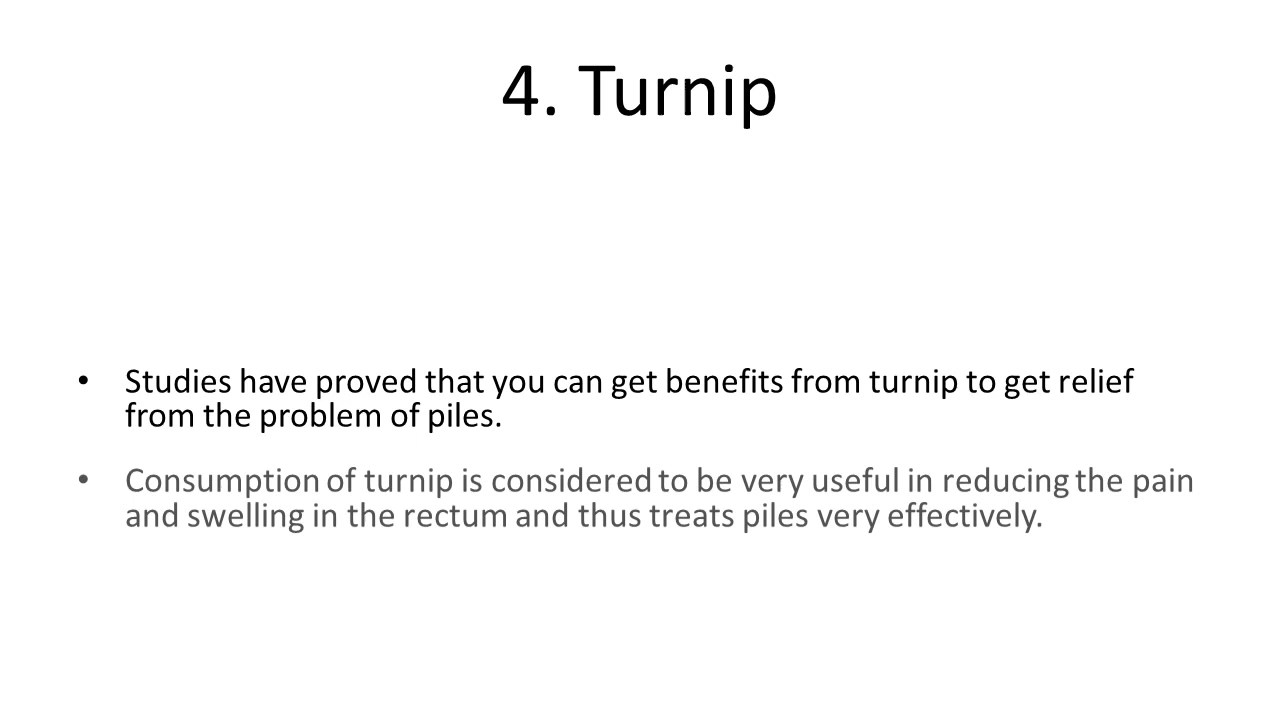 4. Turnip
• Studies have proved that you can get benefits from turnip to get relief
from the problem of piles.
• Consumption of turnip is considered to be very useful in reducing the pain
and swelling in the rectum and thus treats piles very effectively.